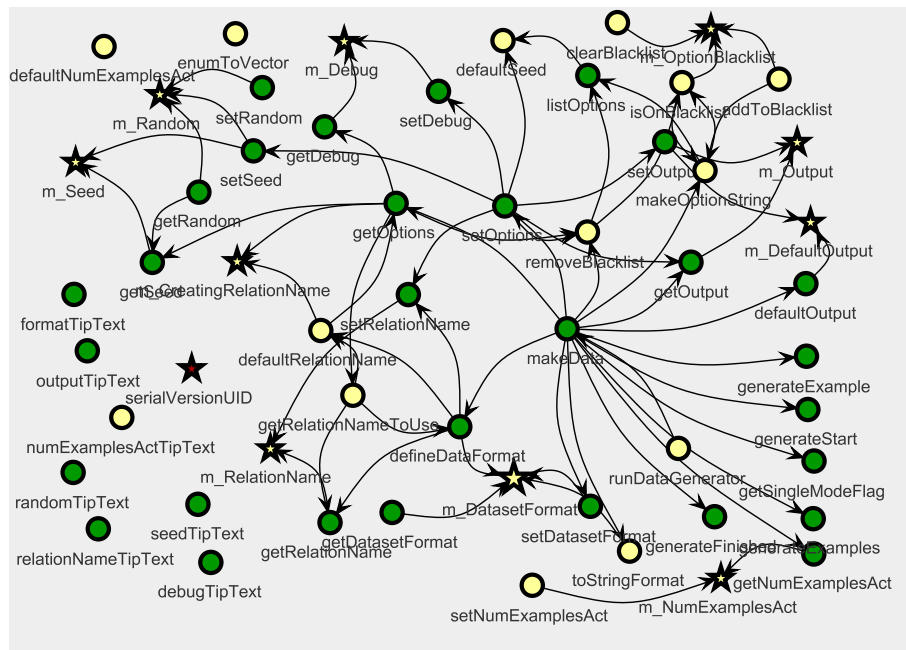 clearBlacklist
m_OptionBlacklist
enumToVector
defaultNumExamplesAct
m_Debug
defaultSeed
listOptions
isOnBlacklist
addToBlacklist
m_Random
setRandom
setDebug
getDebug
setSeed
setOutput
m_Output
m_Seed
makeOptionString
getRandom
getOptions
setOptions
m_DefaultOutput
removeBlacklist
getSeed
m_CreatingRelationName
getOutput
defaultOutput
formatTipText
setRelationName
defaultRelationName
makeData
outputTipText
generateExample
serialVersionUID
getRelationNameToUse
generateStart
numExamplesActTipText
defineDataFormat
m_RelationName
runDataGenerator
getSingleModeFlag
randomTipText
m_DatasetFormat
seedTipText
setDatasetFormat
getDatasetFormat
generateFinished
generateExamples
getRelationName
relationNameTipText
toStringFormat
getNumExamplesAct
debugTipText
m_NumExamplesAct
setNumExamplesAct